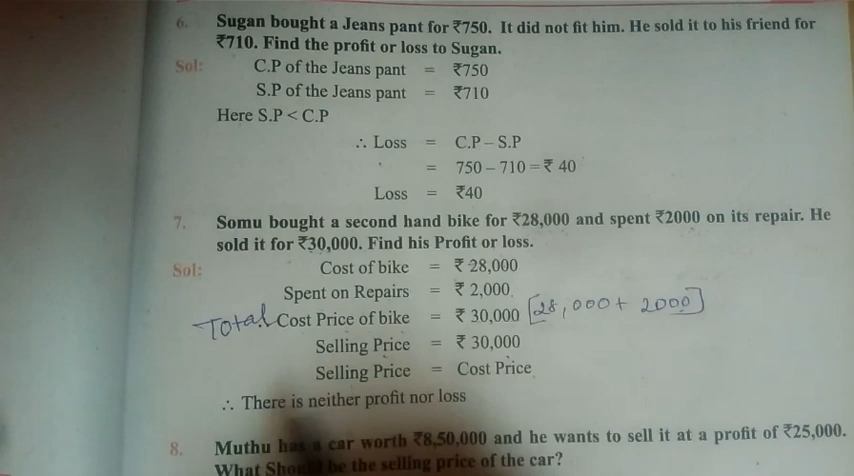 6. Sugan bought a Jeans pant for ₹750. It did not fit him. He sold it to his friend for
₹710. Find the profit or loss to Sugan.
Sol: C.P of the Jeans pant = ₹750
S.P of the Jeans pant = ₹710
Here S.P < C.P
∴ Loss = C.P – S.P
= 750 – 710 = ₹ 40
Loss = ₹40
7. Somu bought a second hand bike for ₹28,000 and spent ₹2000 on its repair. He
sold it for ₹30,000. Find his Profit or loss.
Sol: Cost of bike = ₹ 28,000
Spent on Repairs = ₹ 2,000
Total Cost Price of bike = ₹ 30,000 [28,000 + 2000]
Selling Price = ₹ 30,000
Selling Price = Cost Price
∴ There is neither profit nor loss
8. Muthu has a car worth ₹8,50,000 and he wants to sell it at a profit of ₹25,000.
What Should be the selling price of the car?